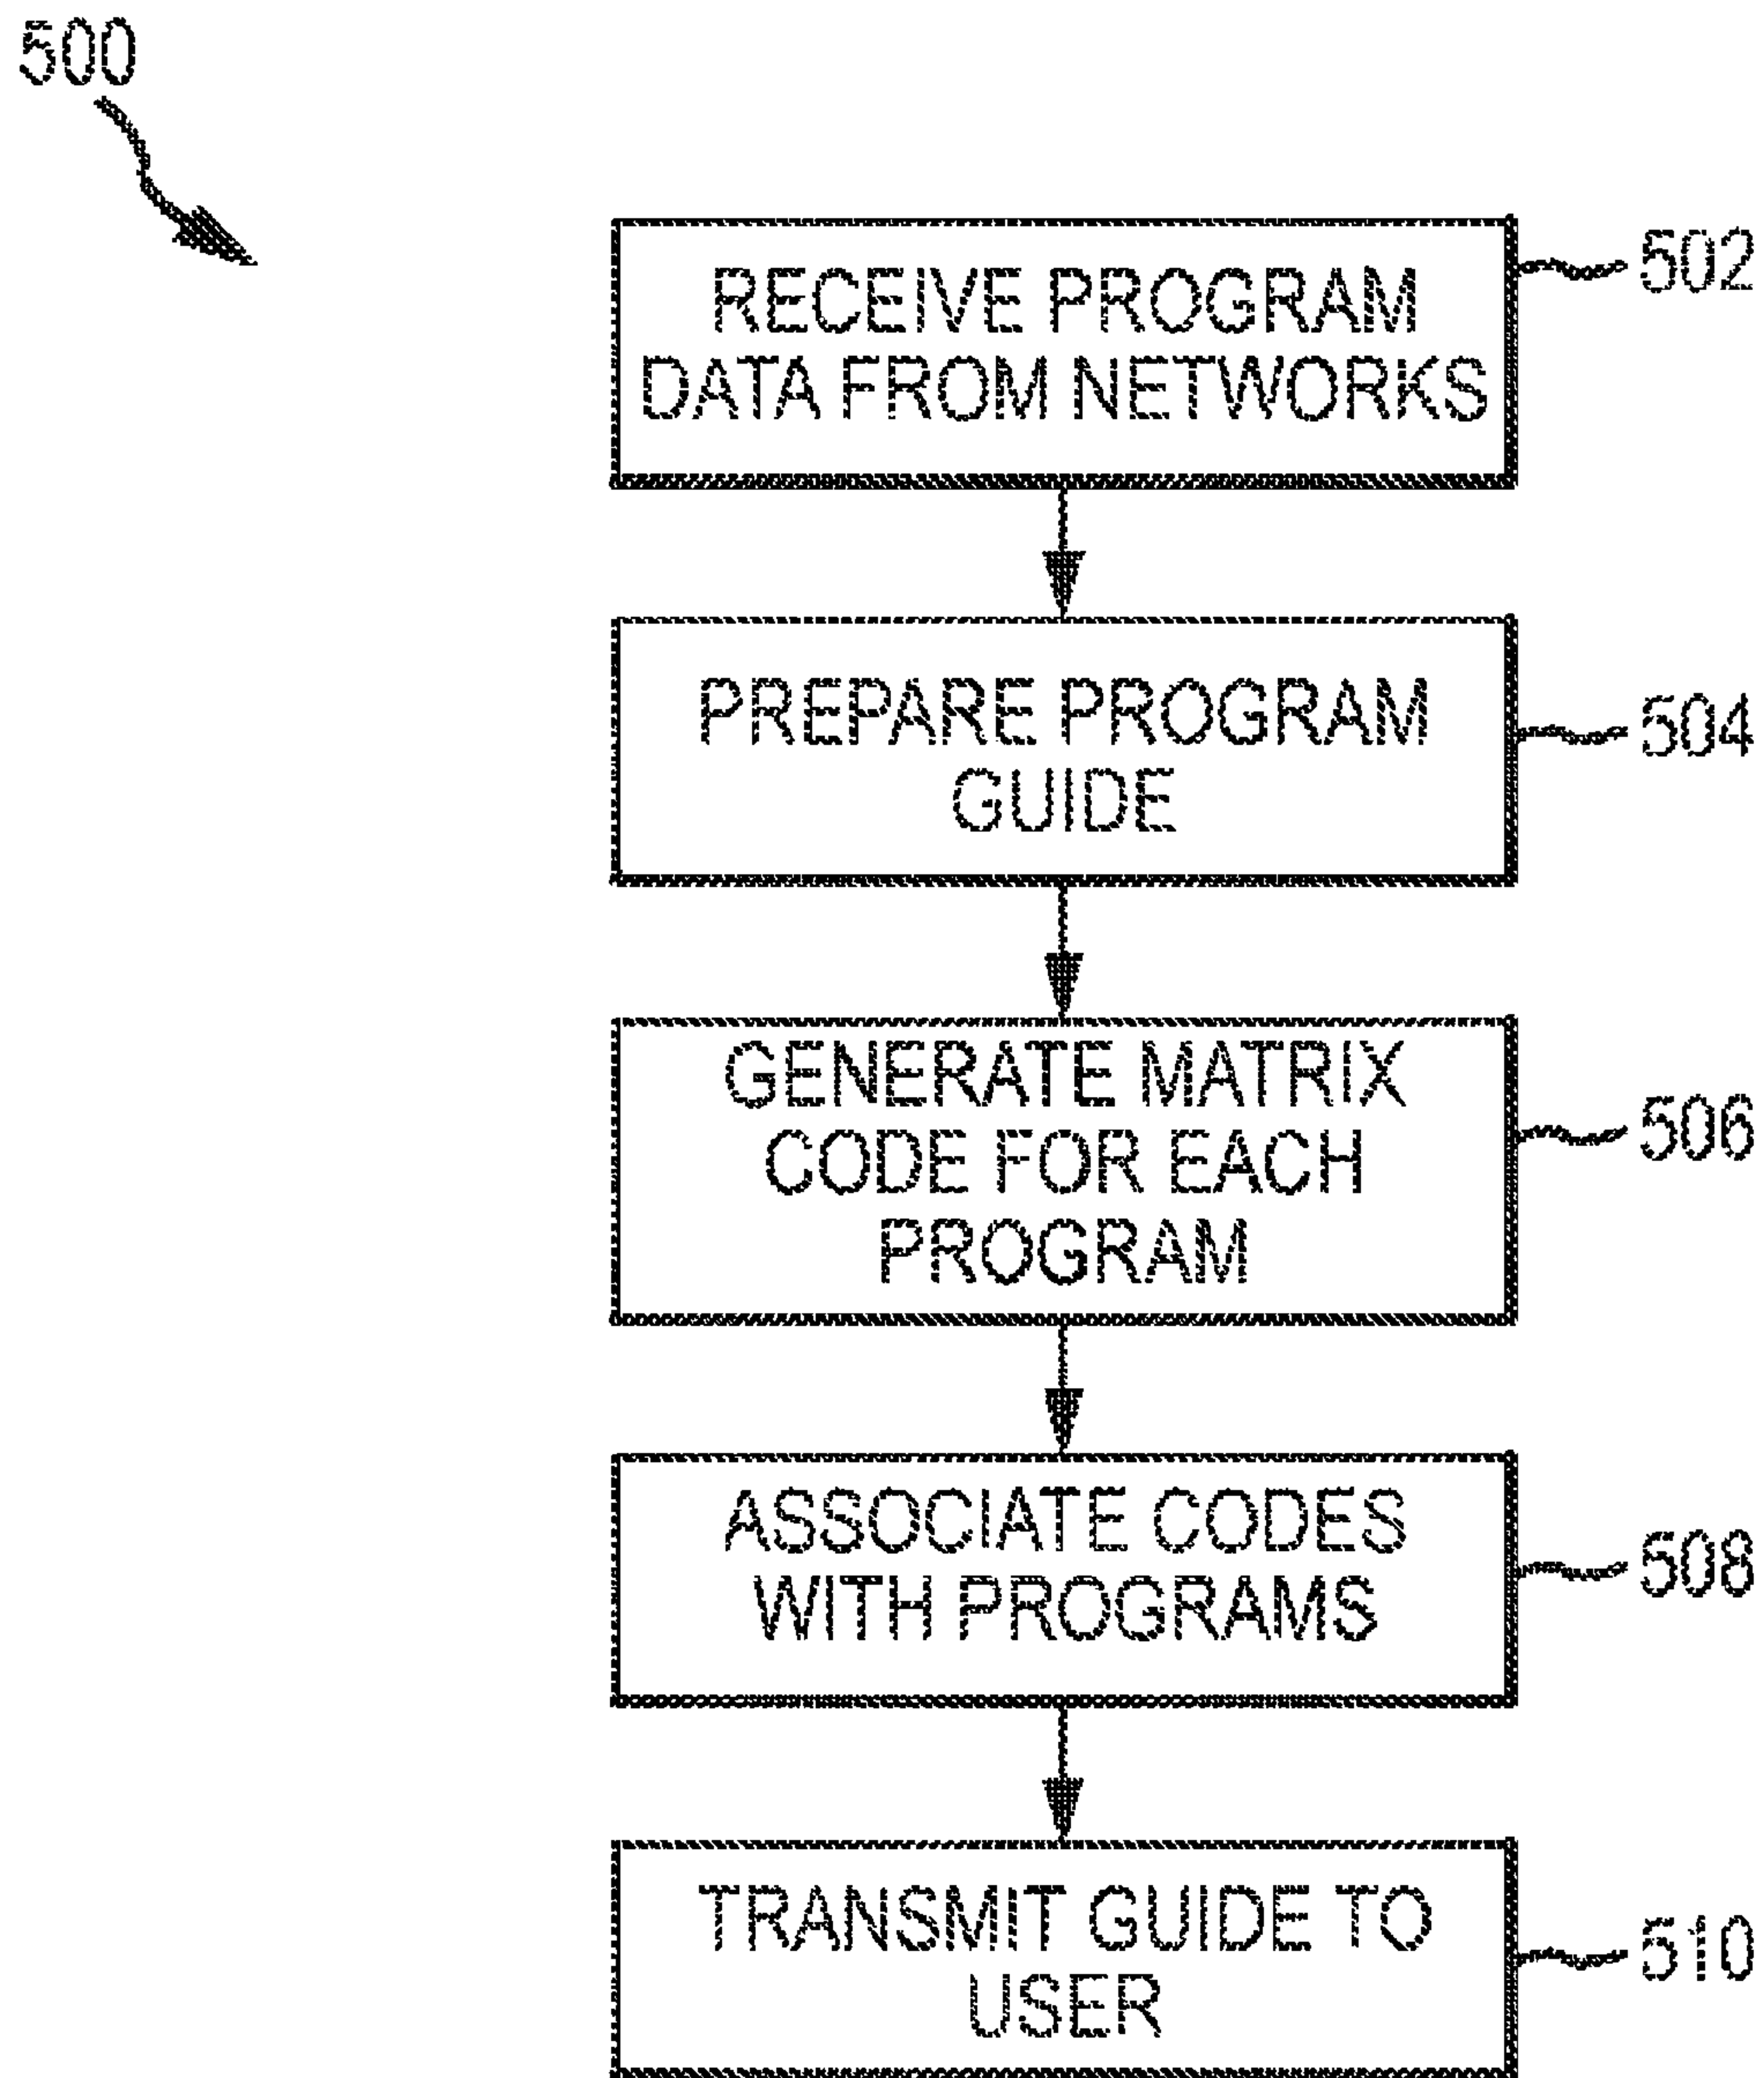 500
RECEIVE PROGRAM
DATA FROM NETWORKS
502
PREPARE PROGRAM
GUIDE
504
GENERATE MATRIX
CODE FOR EACH
PROGRAM
506
ASSOCIATE CODES
WITH PROGRAMS
508
TRANSMIT GUIDE TO
USER
510